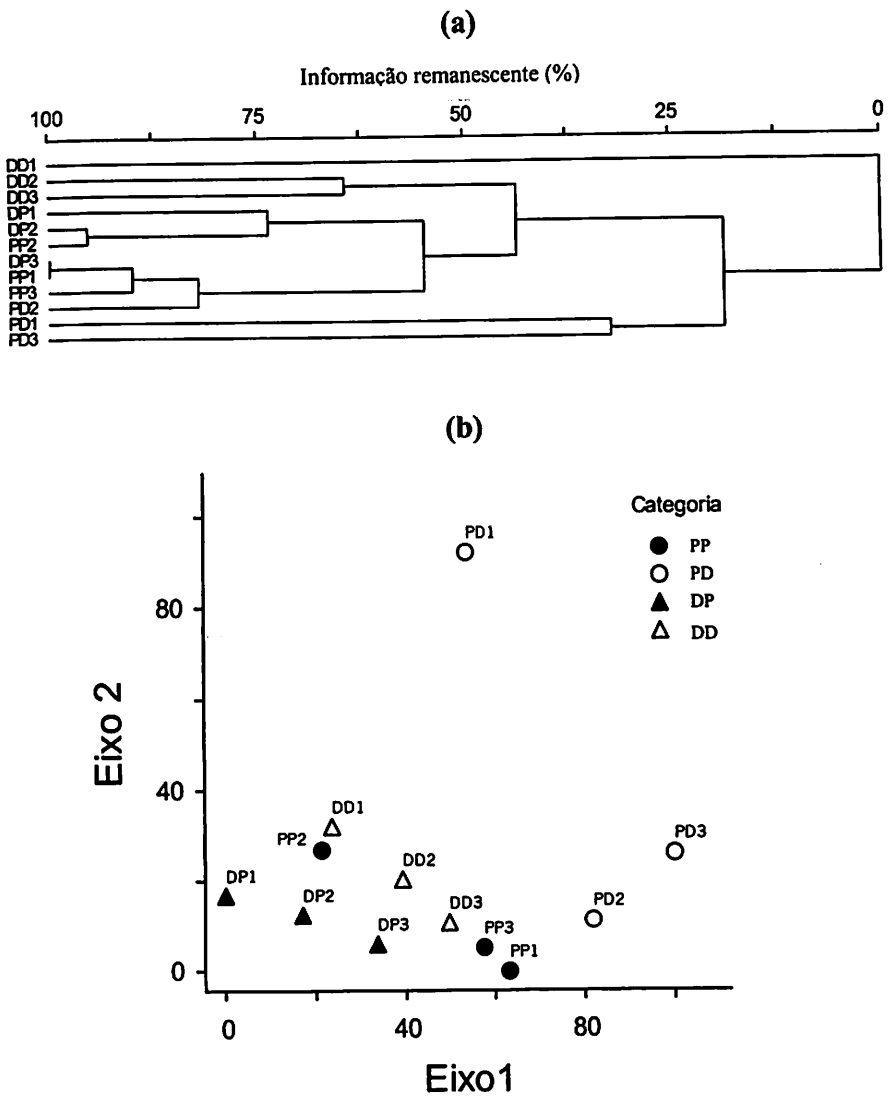 (a)
Informação remanescente (%)
100 75 50 25 0
DD1
DD2
DD3
DP1
DP2
PP2
DP3
PP1
PP3
PD2
PD1
PD3
(b)
Categoria
PP
PD
DP
DD
PD1
80
Eixo 2
40
DD1
PP2
PD3
DD2
DP1
DP2
PD2
DD3
DP3
PP3
PP1
0
0 40 80
Eixo1